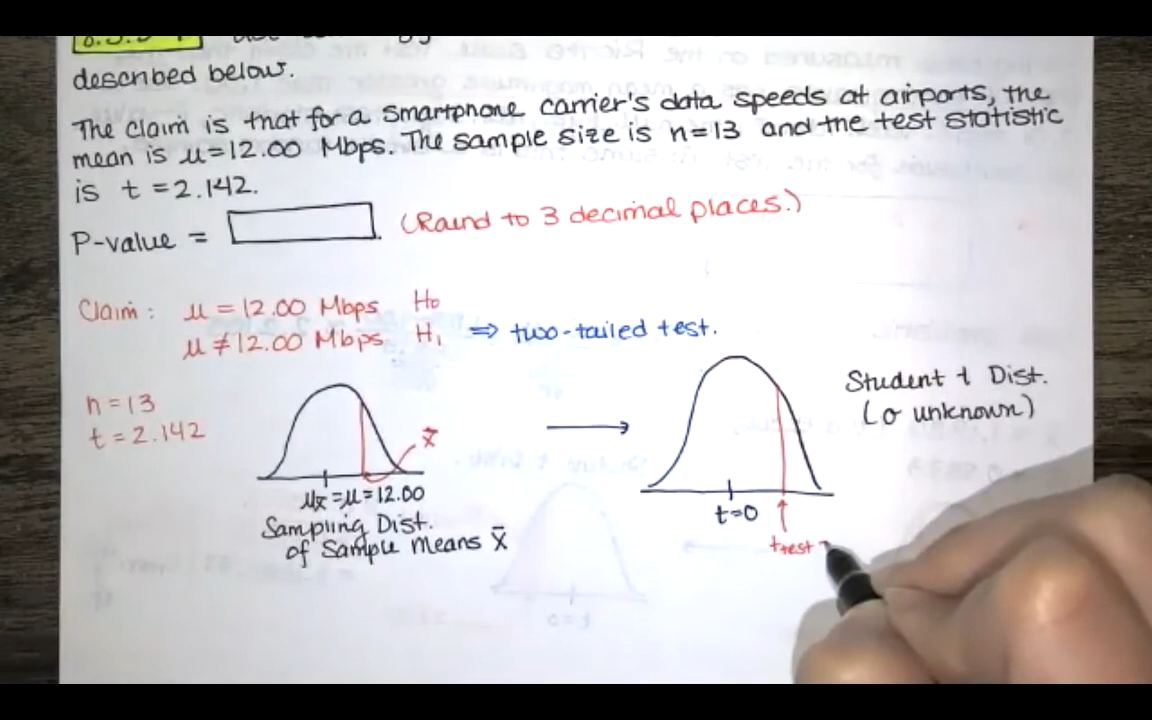 described below.
The claim is that for a smartphone carrier's data speeds at airports, the
mean is μ=12.00 Mbps. The sample size is n=13 and the test statistic
is t=2.142.
P-value = (Round to 3 decimal places.)
Claim: μ = 12.00 Mbps H₀
μ ≠ 12.00 Mbps H₁ ⇒ two-tailed test.
n = 13
t = 2.142
x̄
μx̄ = μ = 12.00
Sampling Dist.
of Sample Means x̄
Student t Dist.
(σ unknown)
t=0
t_test =